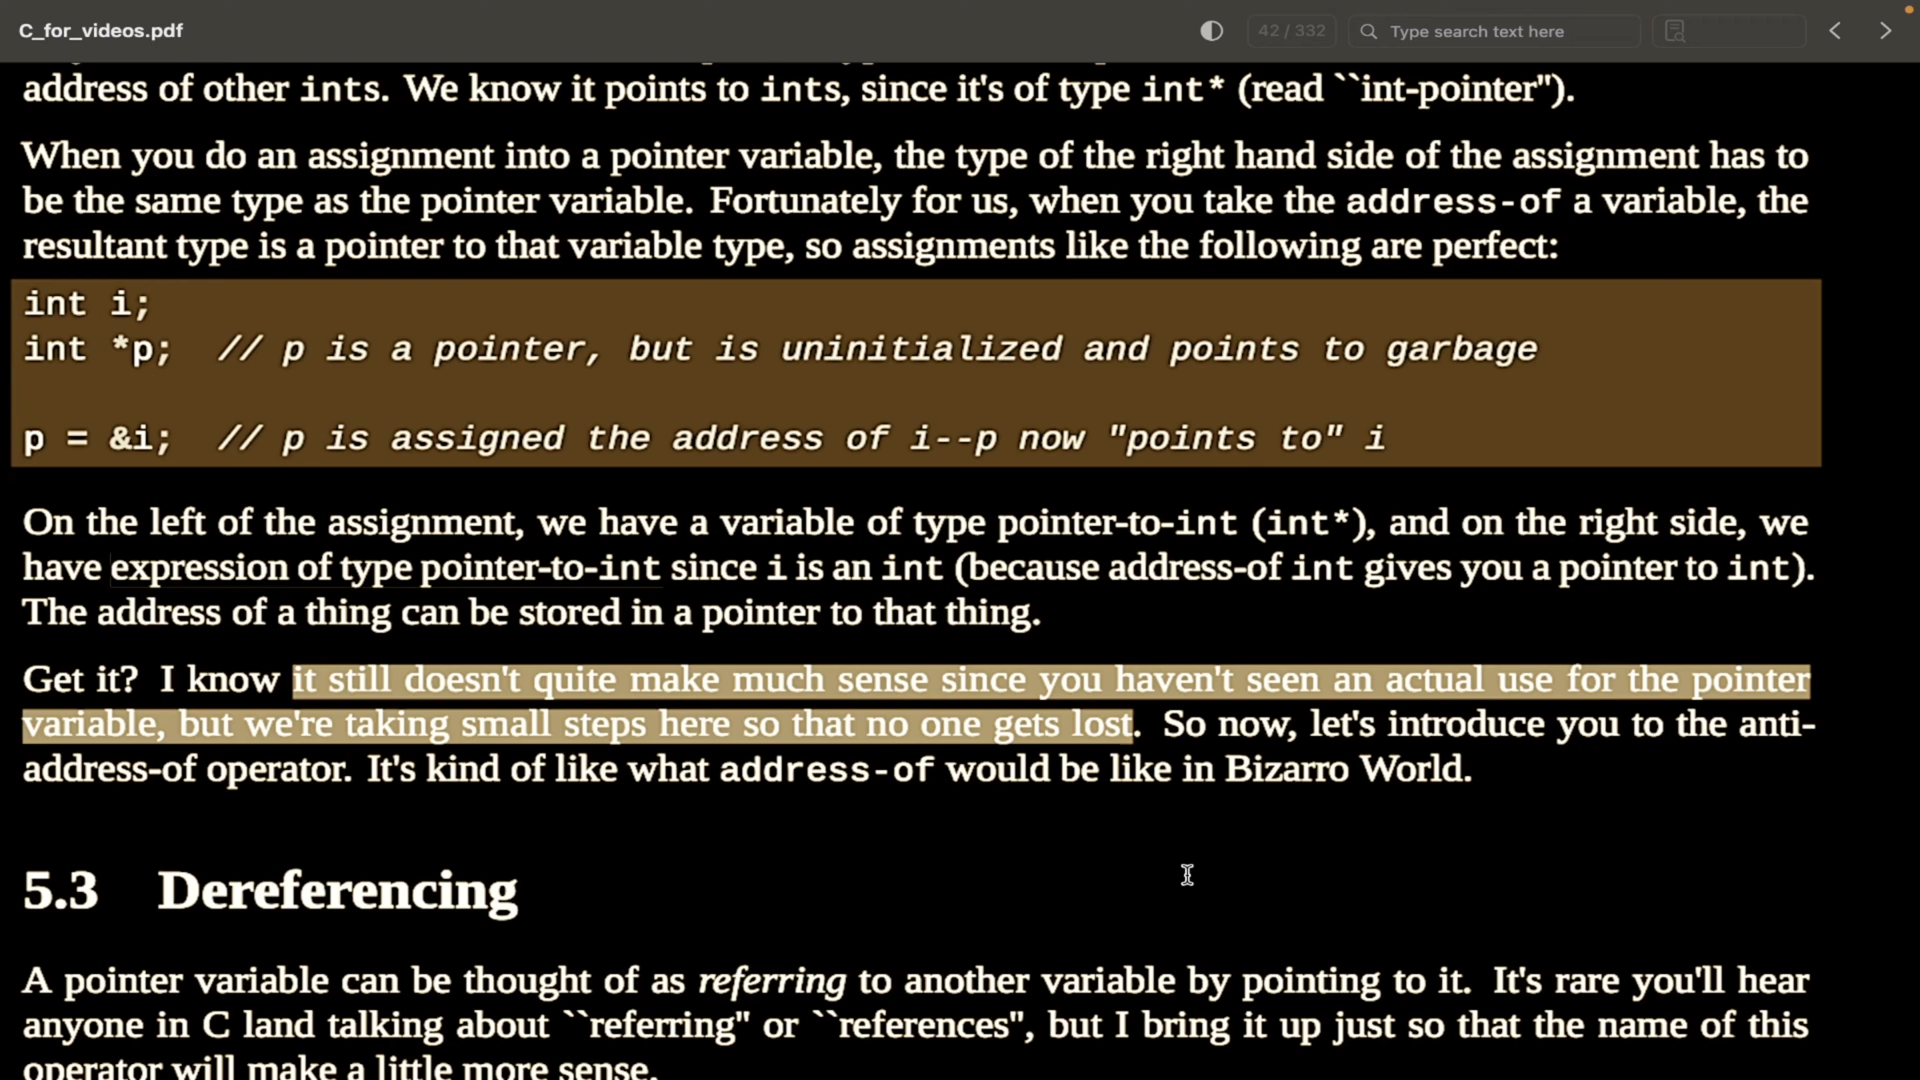 C_for_videos.pdf
42 / 332
Type search text here
address of other ints. We know it points to ints, since it's of type int* (read ``int-pointer").
When you do an assignment into a pointer variable, the type of the right hand side of the assignment has to
be the same type as the pointer variable. Fortunately for us, when you take the address-of a variable, the
resultant type is a pointer to that variable type, so assignments like the following are perfect:
int i;
int *p;  // p is a pointer, but is uninitialized and points to garbage
p = &i;  // p is assigned the address of i--p now "points to" i
On the left of the assignment, we have a variable of type pointer-to-int (int*), and on the right side, we
have expression of type pointer-to-int since i is an int (because address-of int gives you a pointer to int).
The address of a thing can be stored in a pointer to that thing.
Get it? I know it still doesn't quite make much sense since you haven't seen an actual use for the pointer
variable, but we're taking small steps here so that no one gets lost. So now, let's introduce you to the anti-
address-of operator. It's kind of like what address-of would be like in Bizarro World.
5.3 Dereferencing
A pointer variable can be thought of as referring to another variable by pointing to it. It's rare you'll hear
anyone in C land talking about ``referring" or ``references", but I bring it up just so that the name of this
operator will make a little more sense.